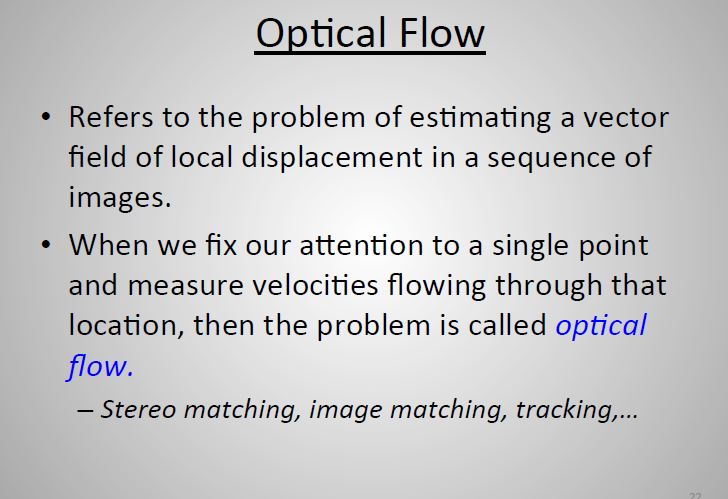 Optical Flow
• Refers to the problem of estimating a vector
field of local displacement in a sequence of
images.
• When we fix our attention to a single point
and measure velocities flowing through that
location, then the problem is called optical
flow.
– Stereo matching, image matching, tracking,…
22